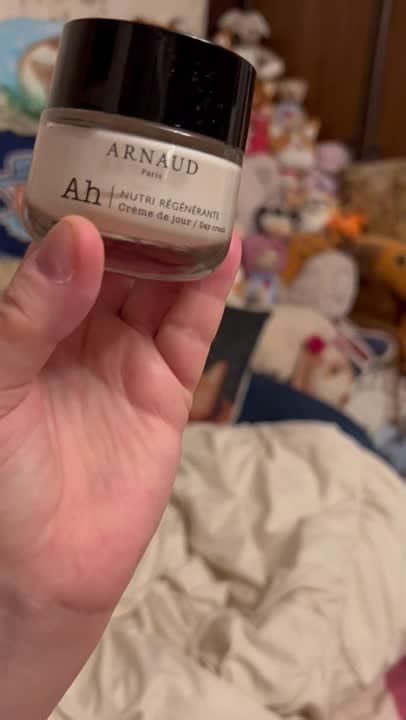 ARNAUD
Paris
Ah | NUTRI RÉGÉNÉRANTE
Crème de jour / Day cream